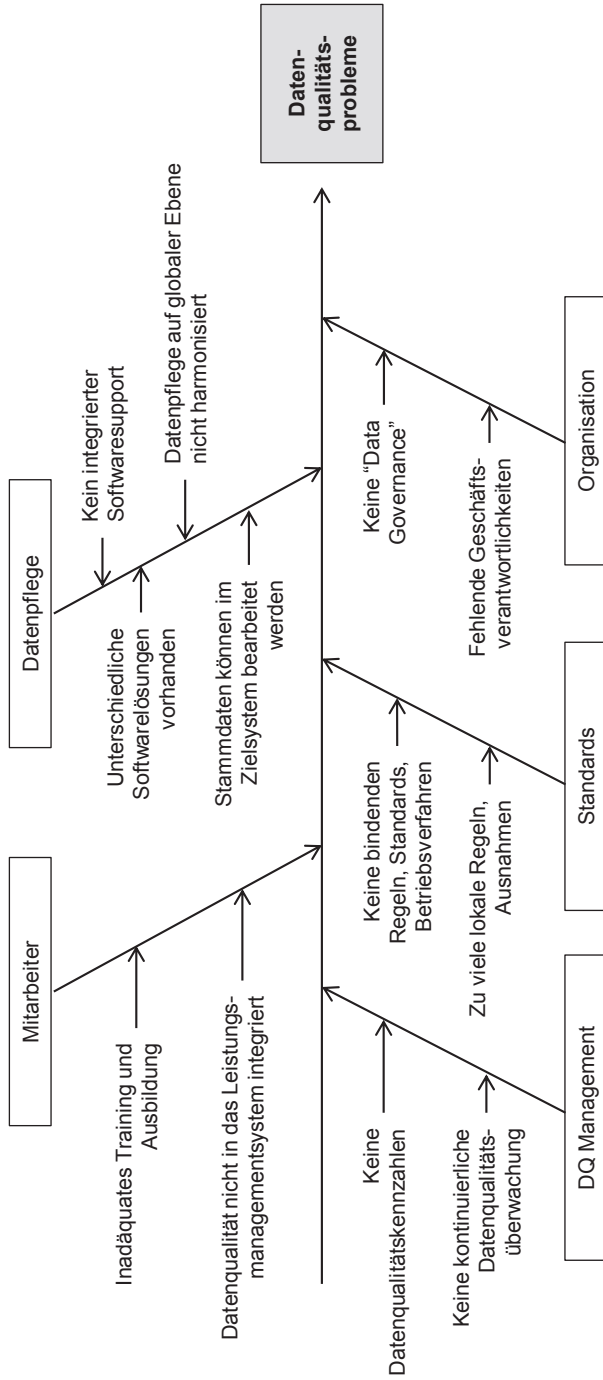 Mitarbeiter
Inadäquates Training und
Ausbildung
Datenqualität nicht in das Leistungs-
managementsystem integriert
Datenpflege
Kein integrierter
Softwaresupport
Unterschiedliche
Softwarelösungen
vorhanden
Datenpflege auf globaler Ebene
nicht harmonisiert
Stammdaten können im
Zielsystem bearbeitet
werden
Daten-
qualitäts-
probleme
Keine
Datenqualitätskennzahlen
Keine kontinuierliche
Datenqualitäts-
überwachung
DQ Management
Keine bindenden
Regeln, Standards,
Betriebsverfahren
Zu viele lokale Regeln,
Ausnahmen
Standards
Keine “Data
Governance”
Fehlende Geschäfts-
verantwortlichkeiten
Organisation